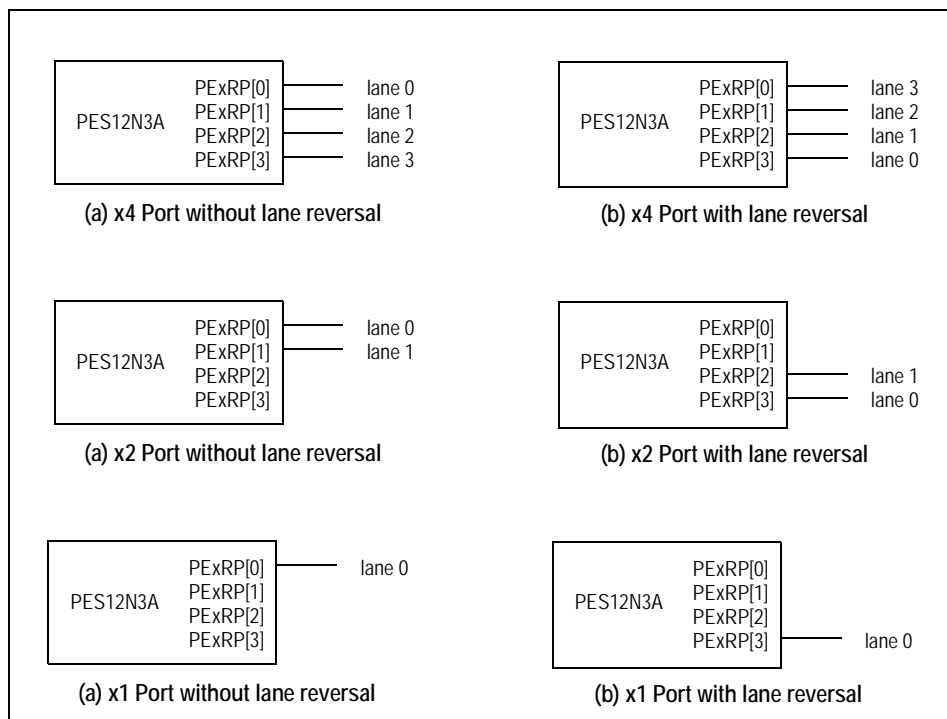 PES12N3A
PExRP[0] lane 0
PExRP[1] lane 1
PExRP[2] lane 2
PExRP[3] lane 3
(a) x4 Port without lane reversal
PES12N3A
PExRP[0] lane 3
PExRP[1] lane 2
PExRP[2] lane 1
PExRP[3] lane 0
(b) x4 Port with lane reversal
PES12N3A
PExRP[0] lane 0
PExRP[1] lane 1
PExRP[2]
PExRP[3]
(a) x2 Port without lane reversal
PES12N3A
PExRP[0]
PExRP[1]
PExRP[2] lane 1
PExRP[3] lane 0
(b) x2 Port with lane reversal
PES12N3A
PExRP[0] lane 0
PExRP[1]
PExRP[2]
PExRP[3]
(a) x1 Port without lane reversal
PES12N3A
PExRP[0]
PExRP[1]
PExRP[2]
PExRP[3] lane 0
(b) x1 Port with lane reversal